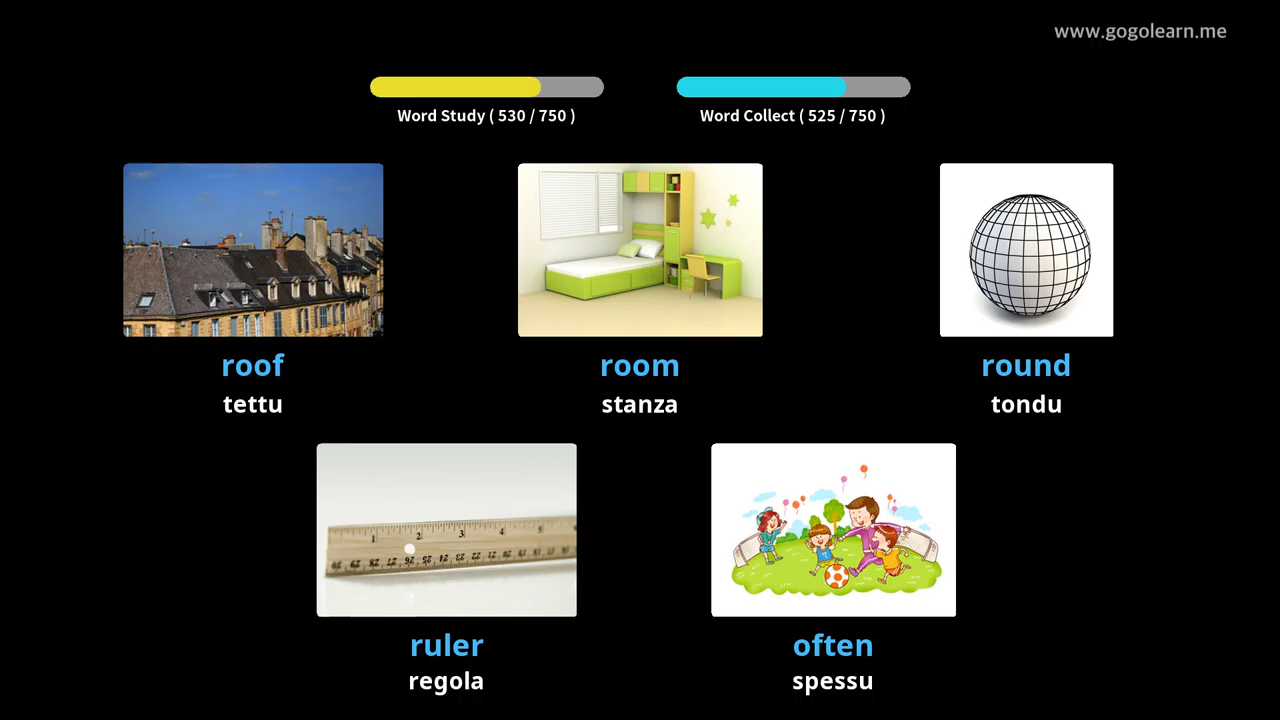 www.gogolearn.me
Word Study ( 530 / 750 )
Word Collect ( 525 / 750 )
roof
room
round
tettu
stanza
tondu
ruler
often
regola
spessu